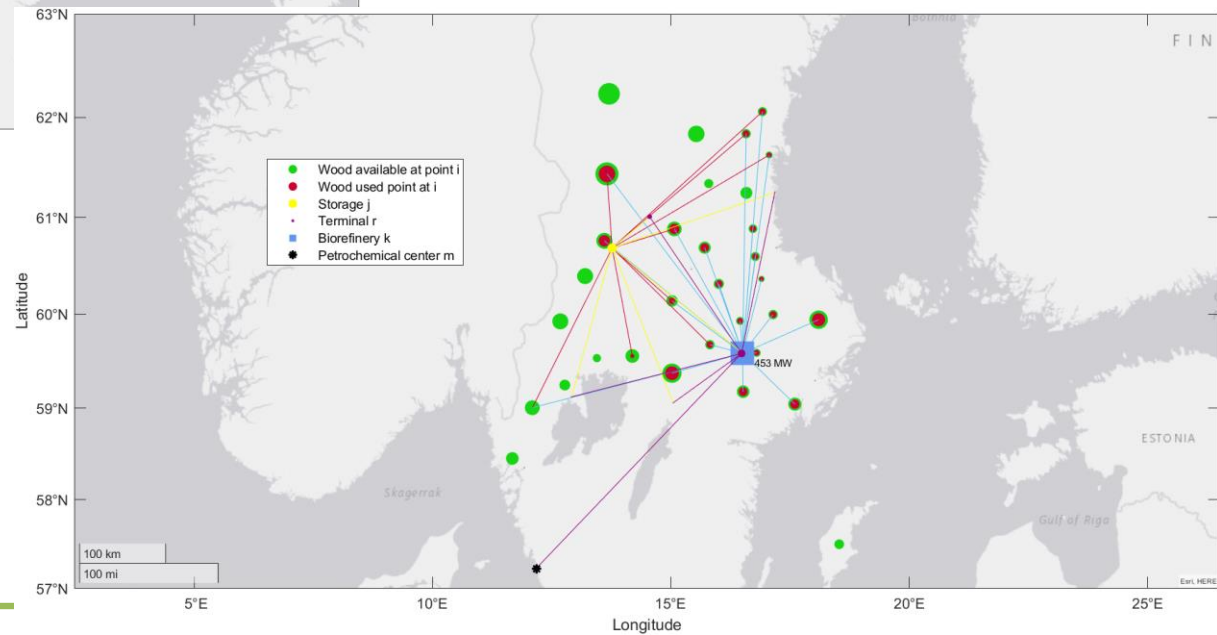 63°N
62°N
61°N
60°N
59°N
58°N
57°N
Latitude
Wood available at point i
Wood used point at i
Storage j
Terminal r
Biorefinery k
Petrochemical center m
Bothnia
F I N
453 MW
ESTONIA
Skagerrak
Gulf of Riga
100 km
100 mi
Esri, HERE
5°E
10°E
15°E
20°E
25°E
Longitude